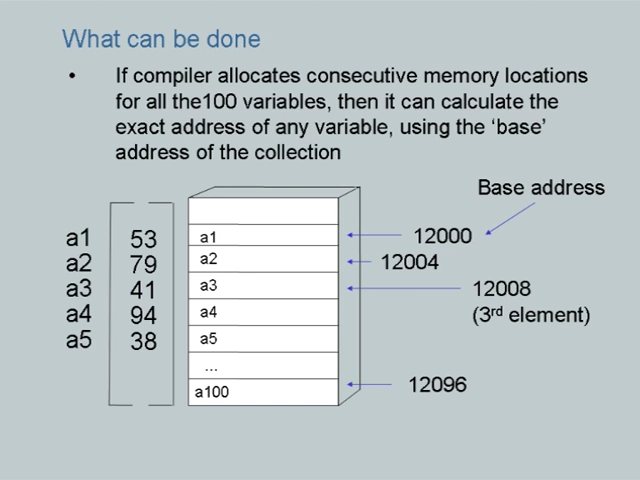 What can be done
• If compiler allocates consecutive memory locations
for all the100 variables, then it can calculate the
exact address of any variable, using the ‘base’
address of the collection
Base address
a1 53 a1 12000
a2 79 a2 12004
a3 41 a3 12008
a4 94 a4 (3rd element)
a5 38 a5
...
a100 12096